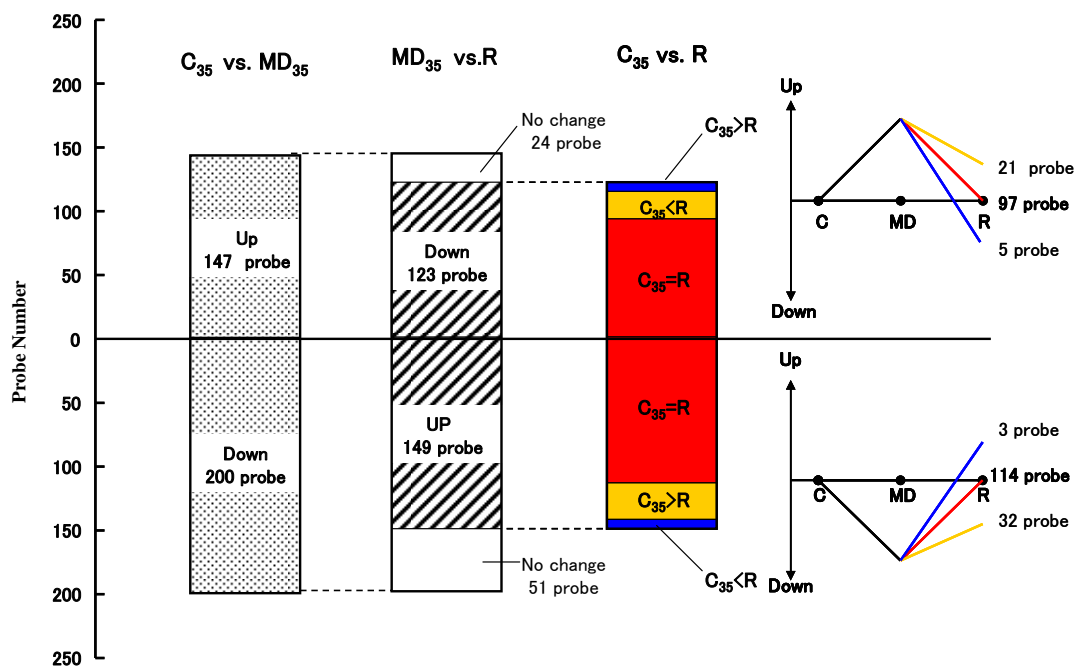 250
200
150
100
50
0
50
100
150
200
250
Probe Number
C35 vs. MD35
MD35 vs.R
C35 vs. R
Up
147 probe
Down
200 probe
No change
24 probe
Down
123 probe
UP
149 probe
No change
51 probe
C35>R
C35<R
C35=R
C35=R
C35>R
C35<R
Up
C
MD
R
Down
21 probe
97 probe
5 probe
Up
C
MD
R
Down
3 probe
114 probe
32 probe